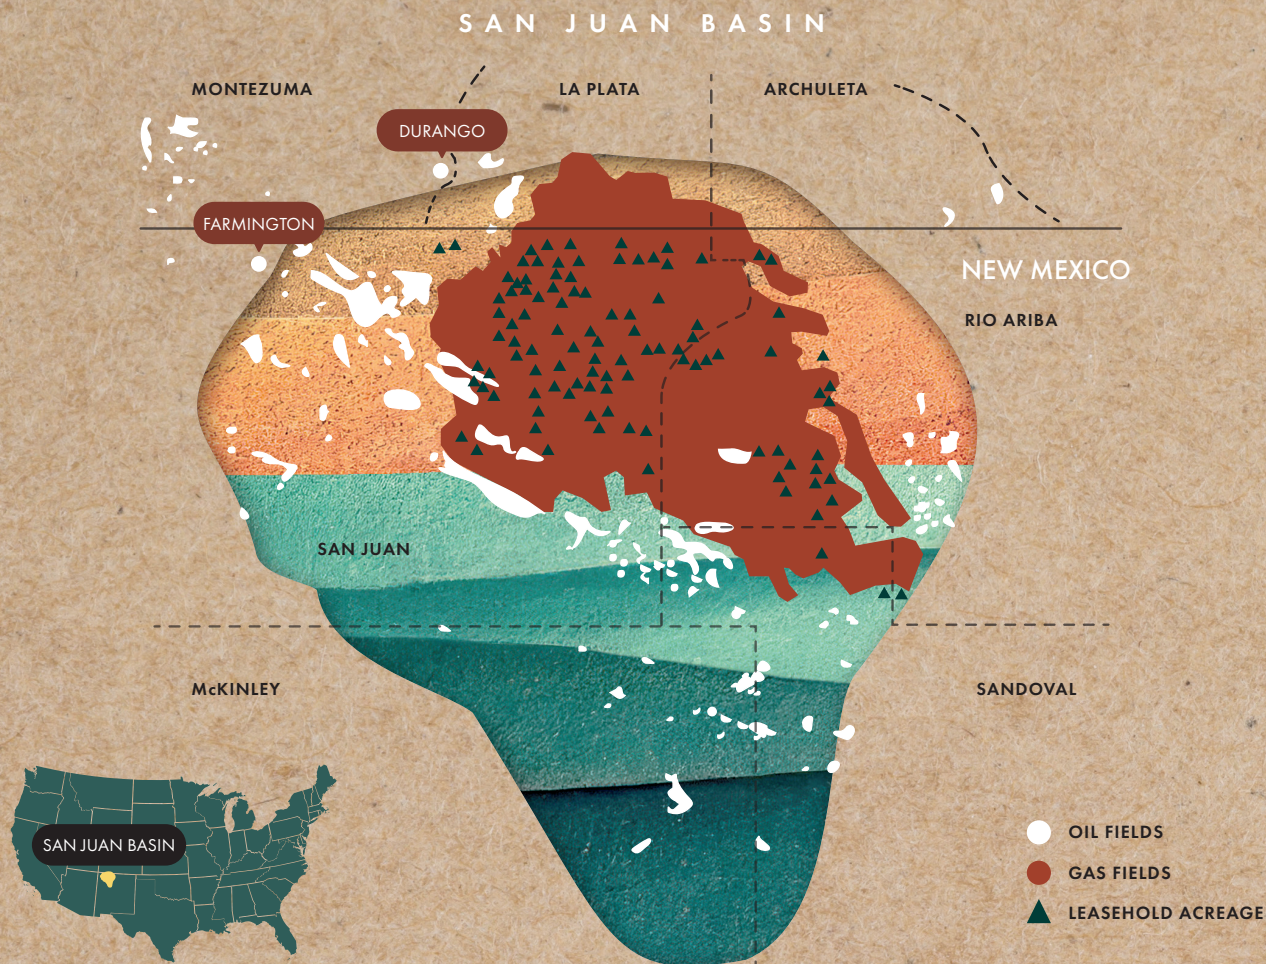 SAN JUAN BASIN
MONTEZUMA
LA PLATA
ARCHULETA
DURANGO
FARMINGTON
NEW MEXICO
RIO ARIBA
SAN JUAN
McKINLEY
SANDOVAL
SAN JUAN BASIN
OIL FIELDS
GAS FIELDS
LEASEHOLD ACREAGE